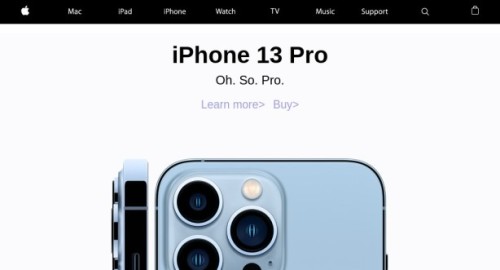 Mac iPad iPhone Watch TV Music Support
iPhone 13 Pro
Oh. So. Pro.
Learn more> Buy>